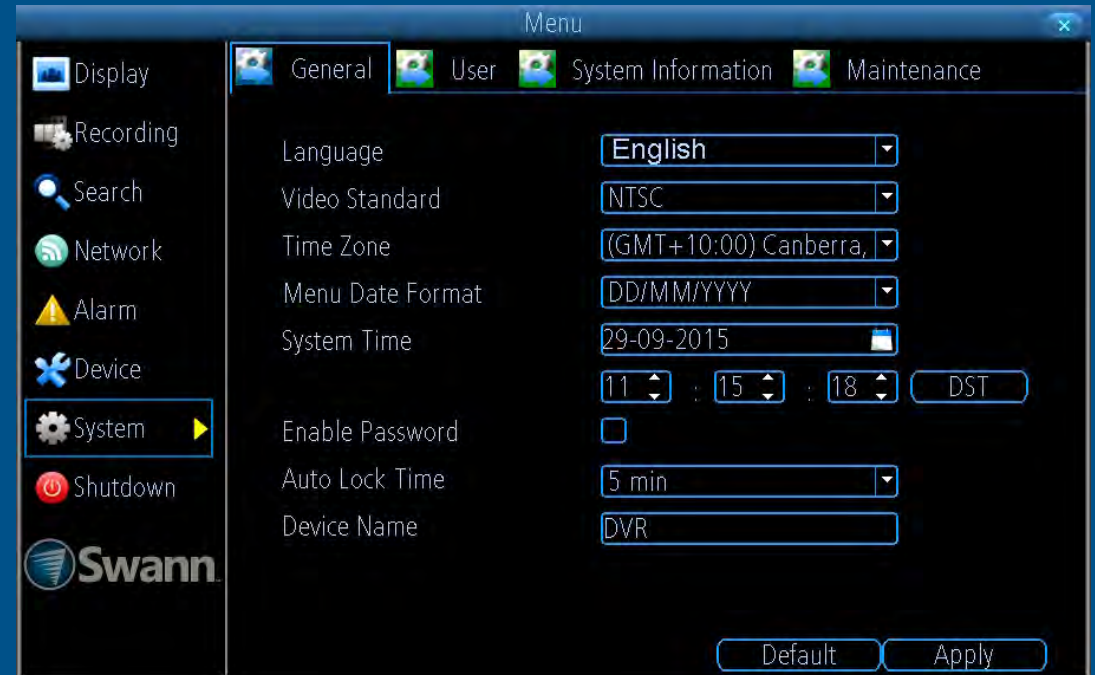 Menu
Display
Recording
Search
Network
Alarm
Device
System
Shutdown
Swann
General User System Information Maintenance
Language English
Video Standard NTSC
Time Zone (GMT+10:00) Canberra,
Menu Date Format DD/MM/YYYY
System Time 29-09-2015
11 : 15 : 18 DST
Enable Password
Auto Lock Time 5 min
Device Name DVR
Default Apply